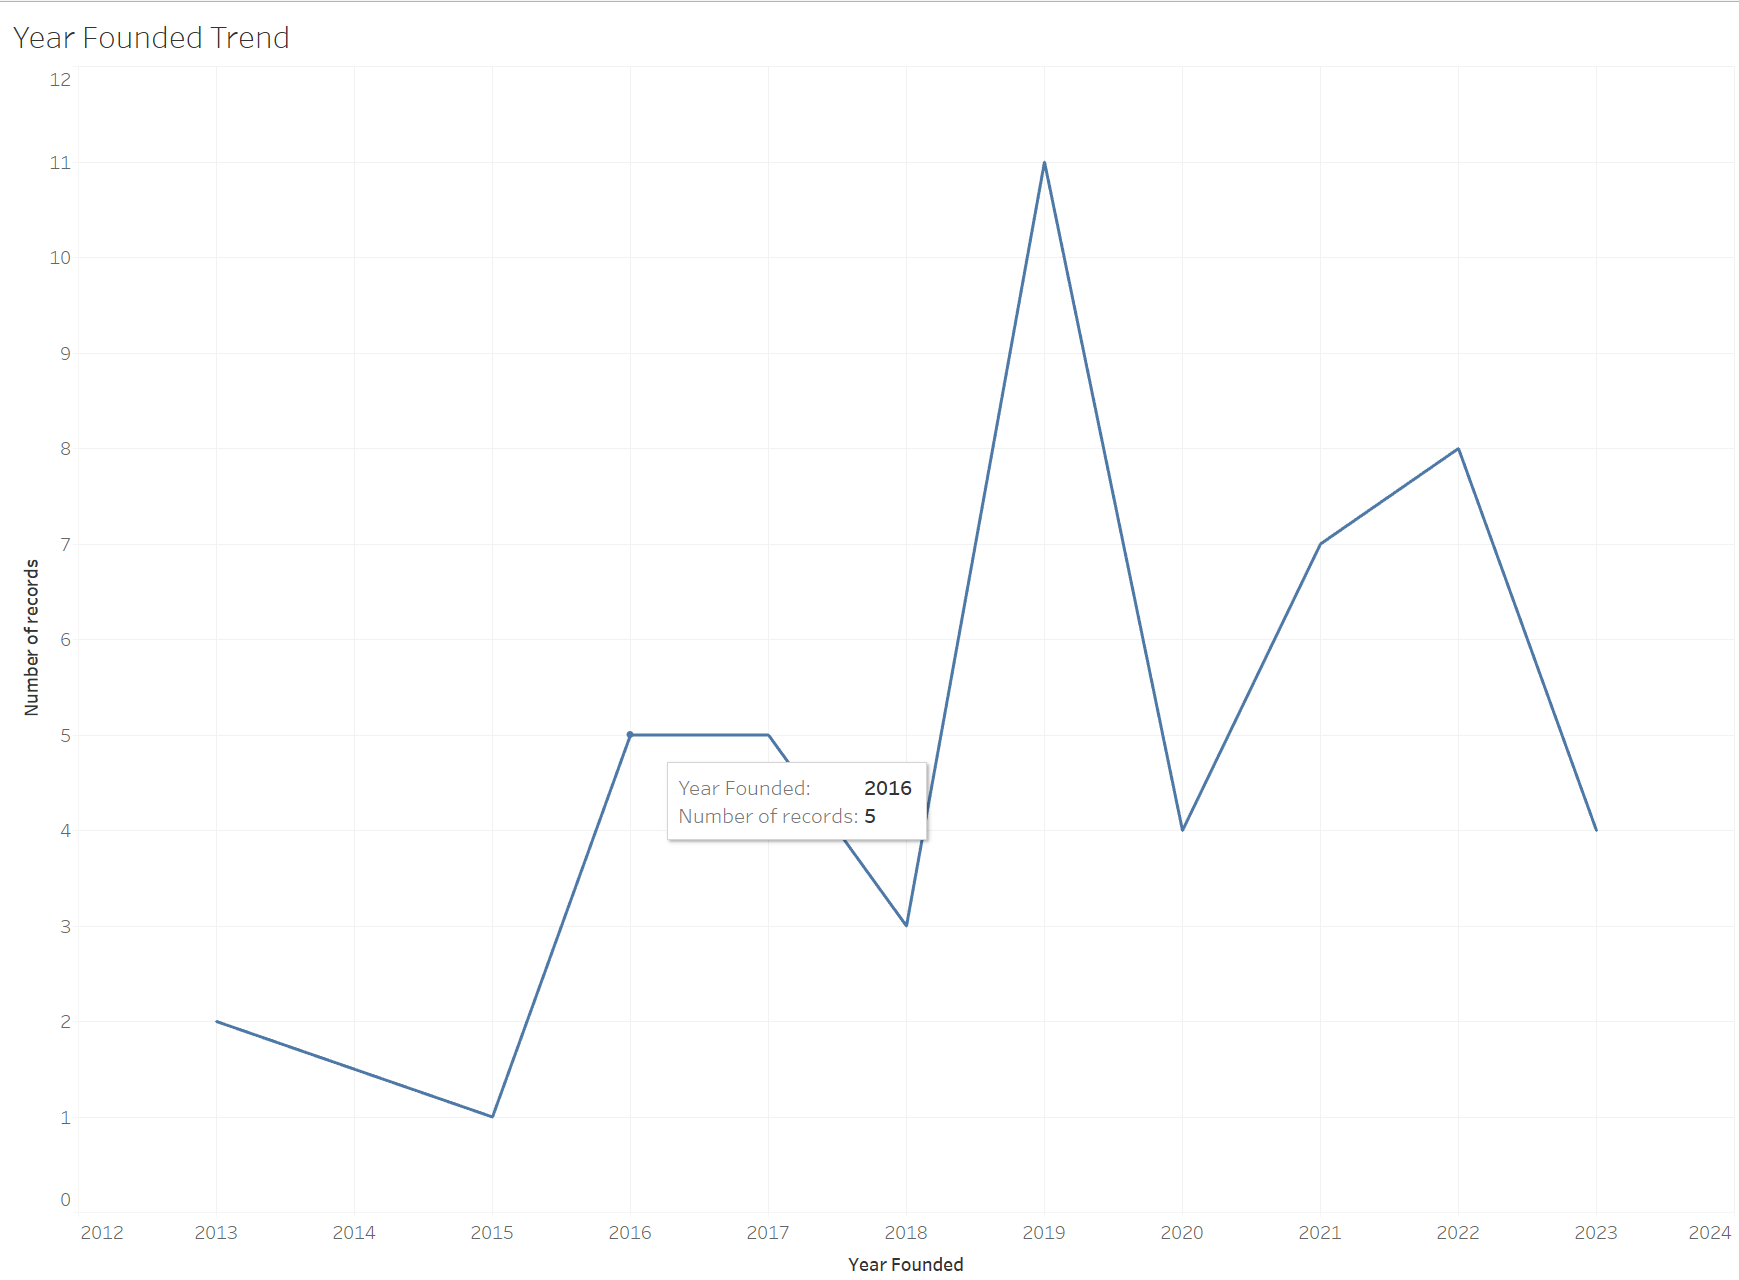 Year Founded Trend
12
11
10
9
8
7
6
5
4
3
2
1
0
Number of records
Year Founded: 2016
Number of records: 5
2012 2013 2014 2015 2016 2017 2018 2019 2020 2021 2022 2023 2024
Year Founded